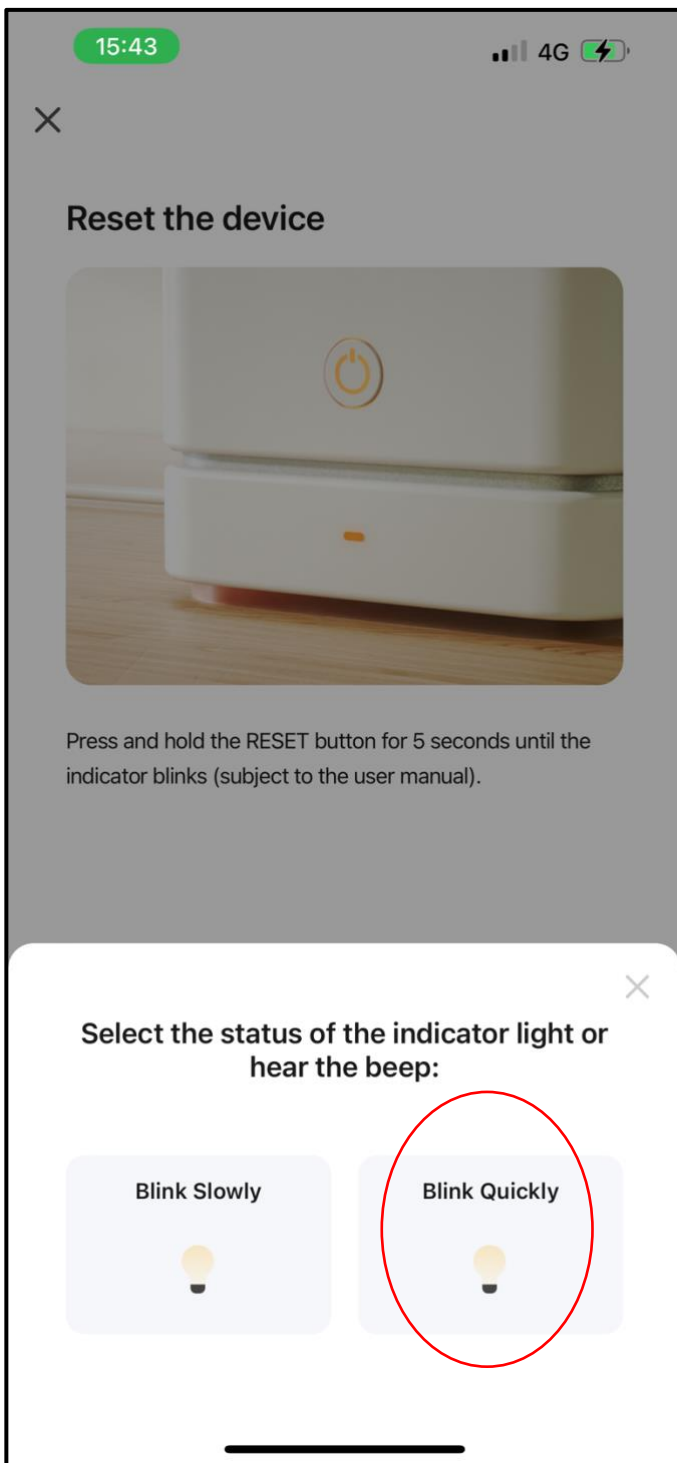 15:43
4G
Reset the device
Press and hold the RESET button for 5 seconds until the
indicator blinks (subject to the user manual).
Select the status of the indicator light or
hear the beep:
Blink Slowly
Blink Quickly